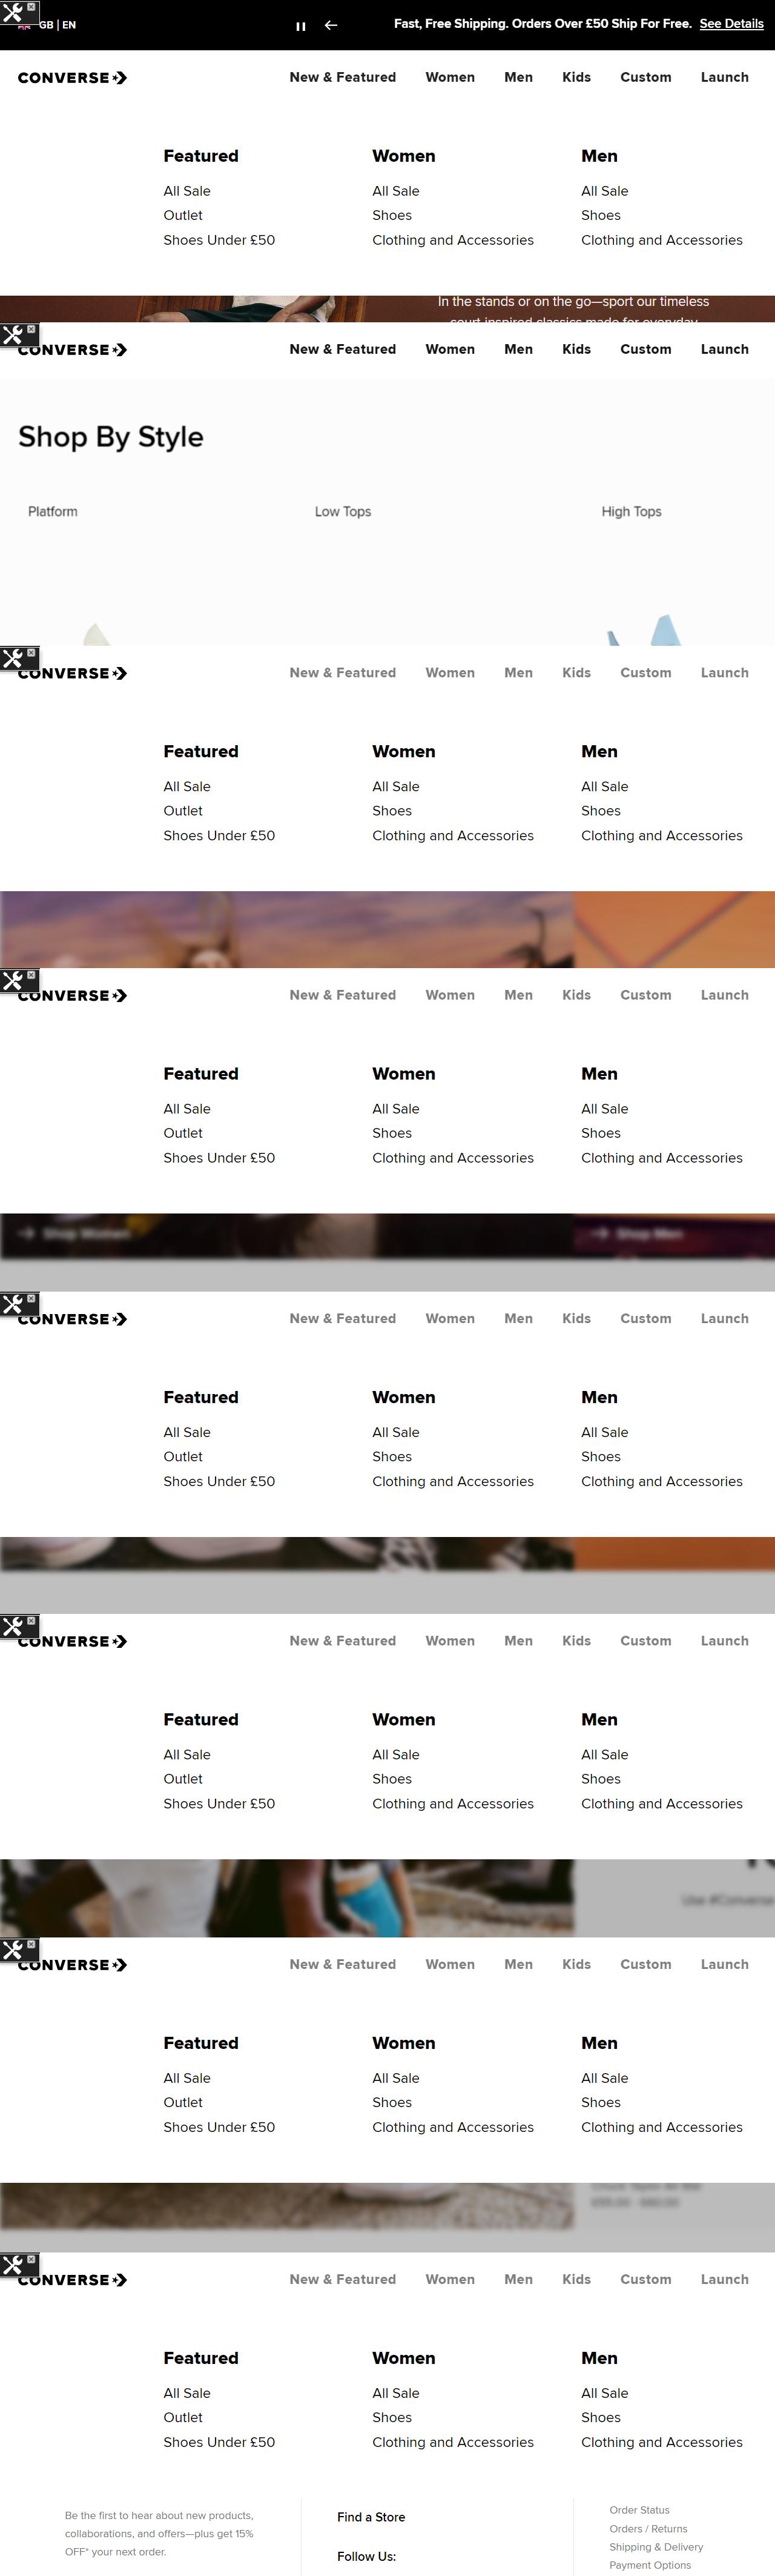 GB | EN
Fast, Free Shipping. Orders Over £50 Ship For Free. See Details
CONVERSE
New & Featured Women Men Kids Custom Launch
Featured Women Men
All Sale All Sale All Sale
Outlet Shoes Shoes
Shoes Under £50 Clothing and Accessories Clothing and Accessories
In the stands or on the go—sport our timeless
court-inspired classics made for everyday
CONVERSE
New & Featured Women Men Kids Custom Launch
Shop By Style
Platform Low Tops High Tops
CONVERSE
New & Featured Women Men Kids Custom Launch
Featured Women Men
All Sale All Sale All Sale
Outlet Shoes Shoes
Shoes Under £50 Clothing and Accessories Clothing and Accessories
CONVERSE
New & Featured Women Men Kids Custom Launch
Featured Women Men
All Sale All Sale All Sale
Outlet Shoes Shoes
Shoes Under £50 Clothing and Accessories Clothing and Accessories
Shop Women Shop Men
CONVERSE
New & Featured Women Men Kids Custom Launch
Featured Women Men
All Sale All Sale All Sale
Outlet Shoes Shoes
Shoes Under £50 Clothing and Accessories Clothing and Accessories
CONVERSE
New & Featured Women Men Kids Custom Launch
Featured Women Men
All Sale All Sale All Sale
Outlet Shoes Shoes
Shoes Under £50 Clothing and Accessories Clothing and Accessories
Use #Converse
CONVERSE
New & Featured Women Men Kids Custom Launch
Featured Women Men
All Sale All Sale All Sale
Outlet Shoes Shoes
Shoes Under £50 Clothing and Accessories Clothing and Accessories
CONVERSE
New & Featured Women Men Kids Custom Launch
Featured Women Men
All Sale All Sale All Sale
Outlet Shoes Shoes
Shoes Under £50 Clothing and Accessories Clothing and Accessories
Be the first to hear about new products,
collaborations, and offers—plus get 15%
OFF* your next order.
Find a Store
Follow Us:
Order Status
Orders / Returns
Shipping & Delivery
Payment Options